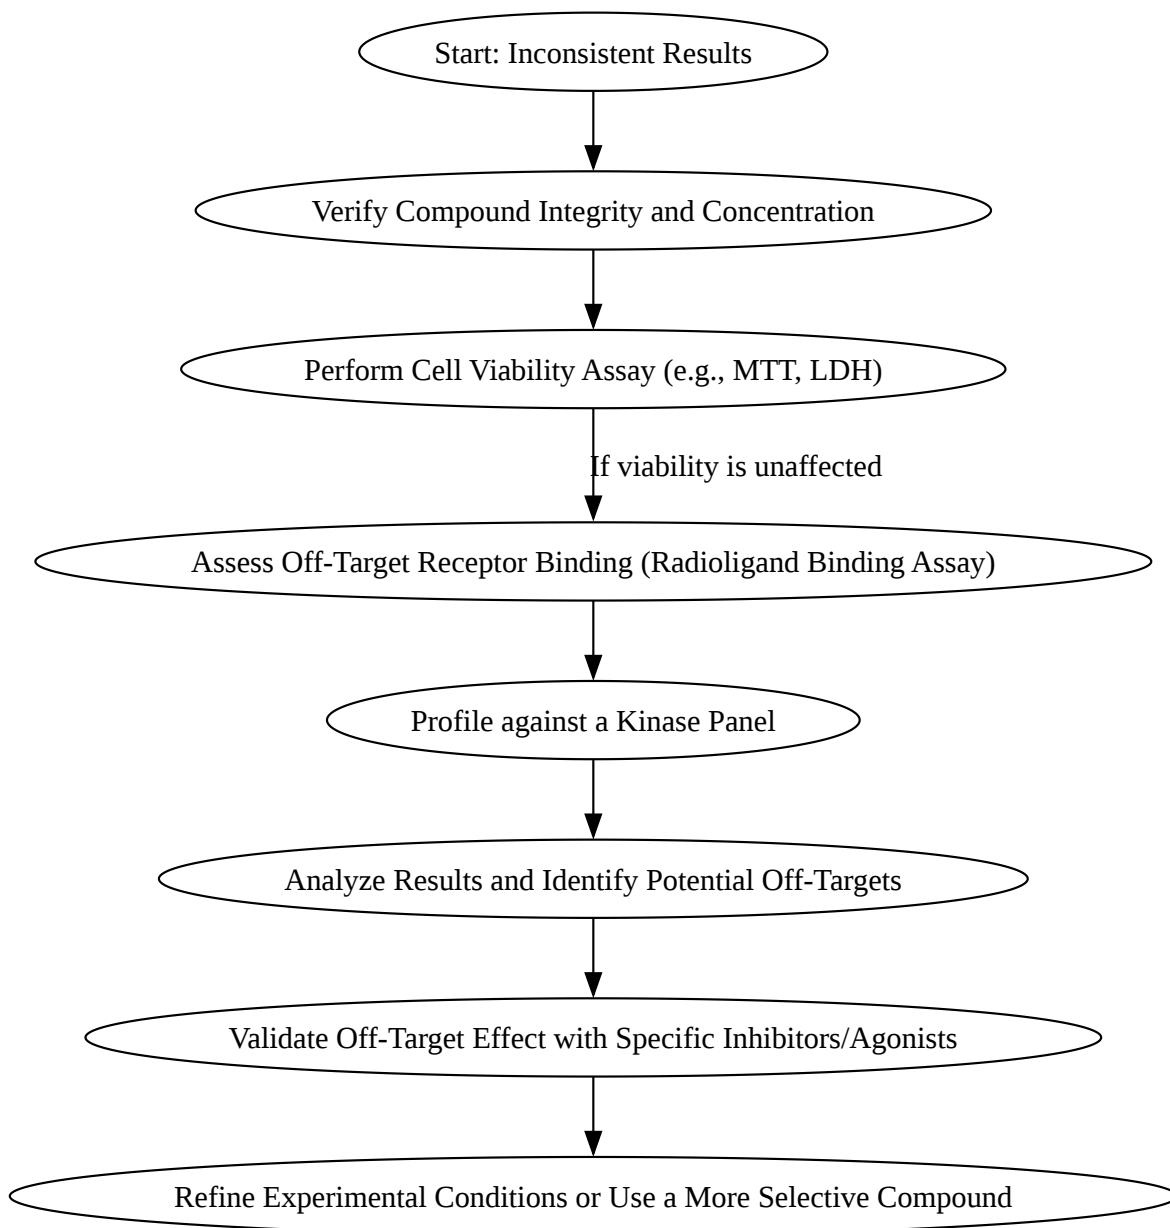 Start: Inconsistent Results
Verify Compound Integrity and Concentration
Perform Cell Viability Assay (e.g., MTT, LDH)
If viability is unaffected
Assess Off-Target Receptor Binding (Radioligand Binding Assay)
Profile against a Kinase Panel
Analyze Results and Identify Potential Off-Targets
Validate Off-Target Effect with Specific Inhibitors/Agonists
Refine Experimental Conditions or Use a More Selective Compound